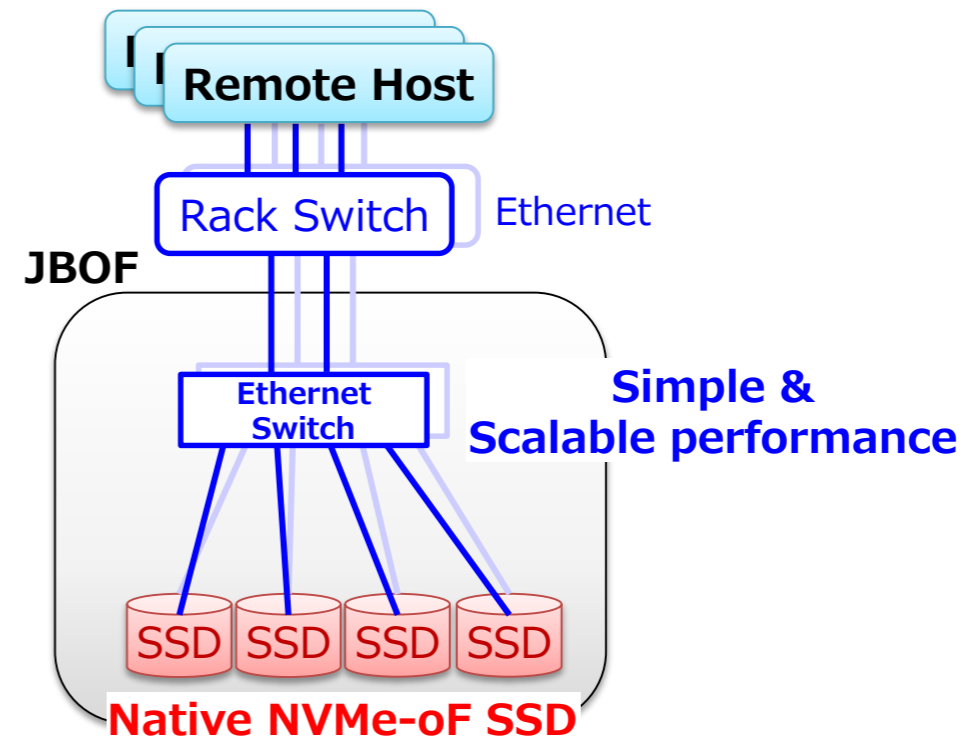 Remote Host
Rack Switch
Ethernet
JBOF
Ethernet
Switch
Simple &
Scalable performance
SSD SSD SSD SSD
Native NVMe-oF SSD